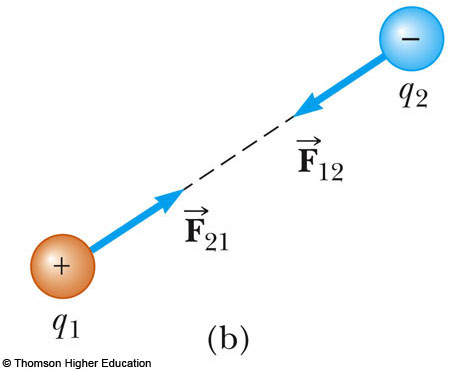 −
q₂
F⃗₁₂
F⃗₂₁
+
q₁
(b)
© Thomson Higher Education